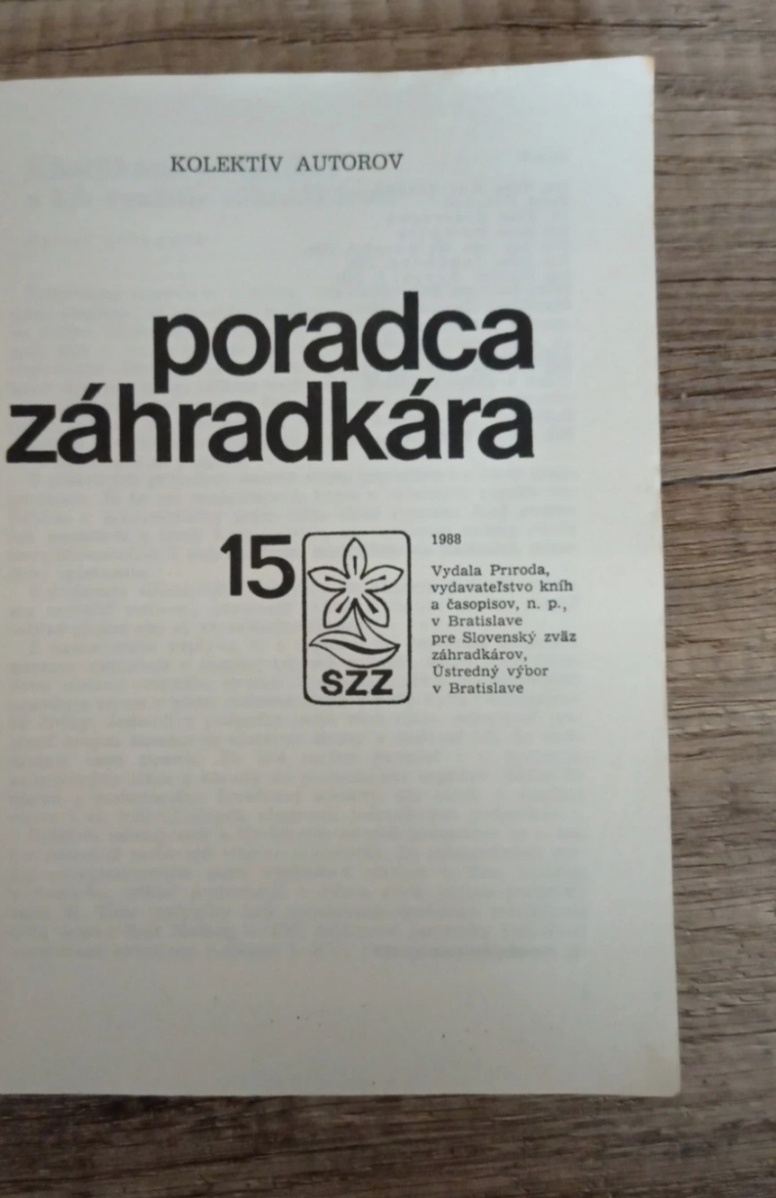 KOLEKTÍV AUTOROV
poradca
záhradkára
15
SZZ
1988
Vydala Príroda,
vydavateľstvo kníh
a časopisov, n. p.,
v Bratislave
pre Slovenský zväz
záhradkárov,
Ústredný výbor
v Bratislave